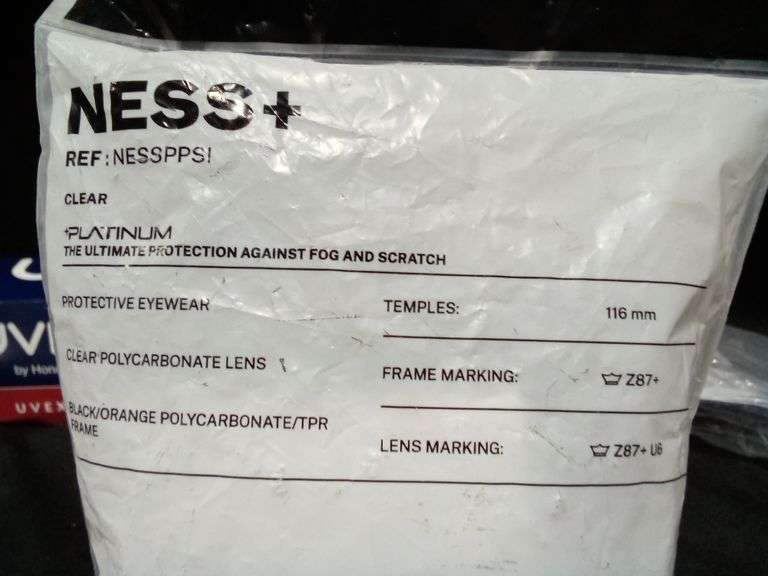 NESS+
REF: NESSPPSI
CLEAR
+PLATINUM
THE ULTIMATE PROTECTION AGAINST FOG AND SCRATCH
PROTECTIVE EYEWEAR
CLEAR POLYCARBONATE LENS
BLACK/ORANGE POLYCARBONATE/TPR
FRAME
TEMPLES: 116 mm
FRAME MARKING: Z87+
LENS MARKING: Z87+ U6
by
UVEX